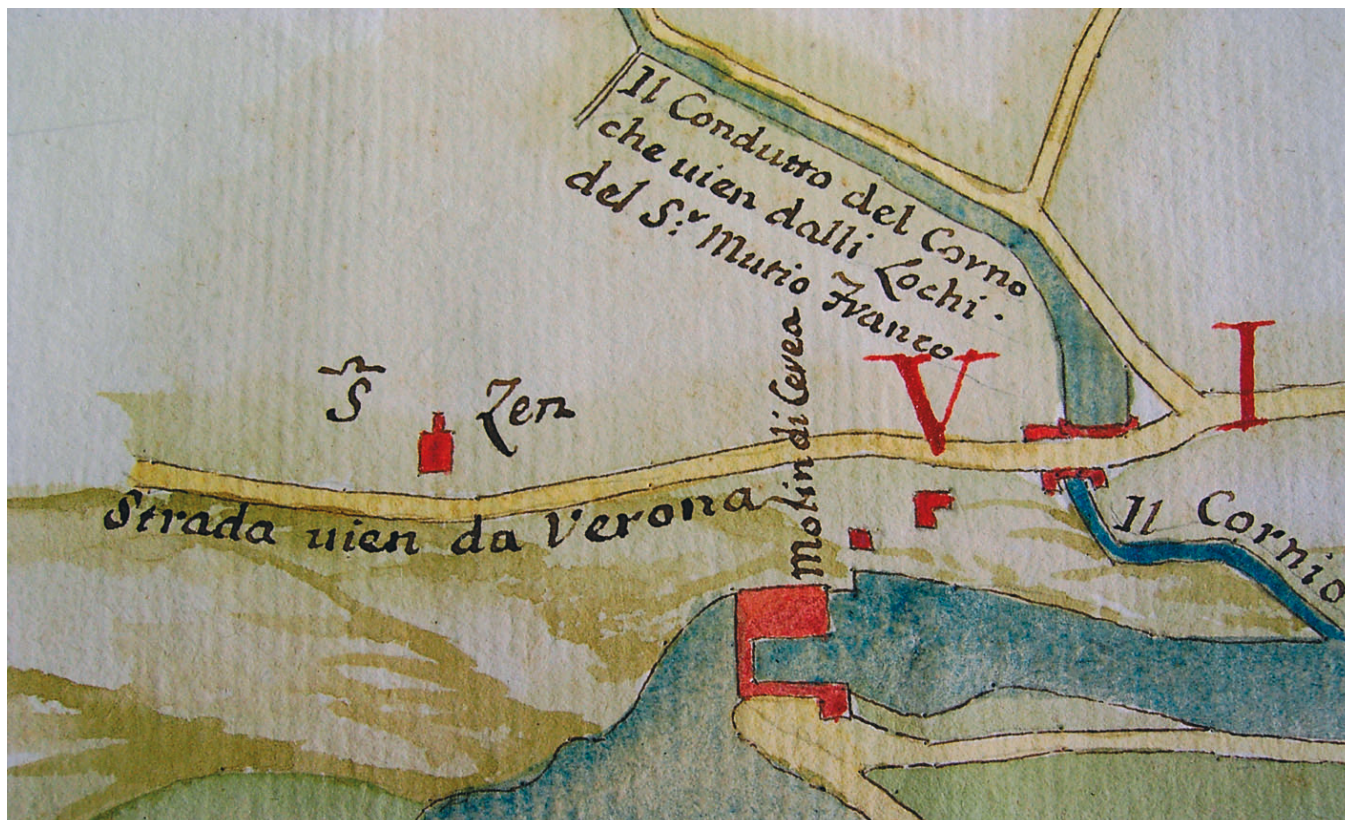 Il Condutto del Corno
che uien dalli Lochi.
del S.r Mutio Franco
S Zen
V I
Molin di Cerea
Strada uien da Verona
Il Cornio